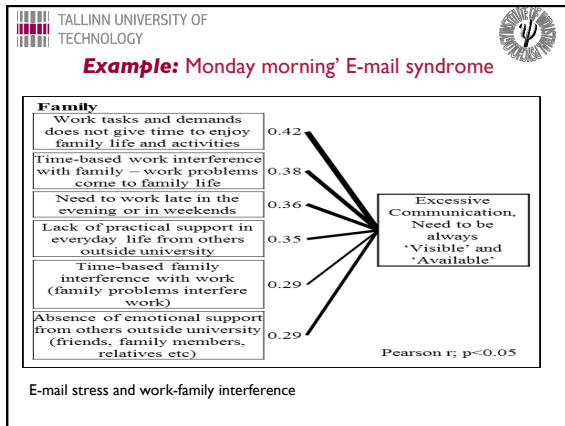 TALLINN UNIVERSITY OF
TECHNOLOGY
Example: Monday morning' E-mail syndrome
Family
Work tasks and demands
does not give time to enjoy
family life and activities
0.42
Time-based work interference
with family – work problems
come to family life
0.38
Need to work late in the
evening or in weekends
0.36
Lack of practical support in
everyday life from others
outside university
0.35
Time-based family
interference with work
(family problems interfere
work)
0.29
Absence of emotional support
from others outside university
(friends, family members,
relatives etc)
0.29
Excessive
Communication,
Need to be
always
'Visible' and
'Available'
Pearson r; p<0.05
E-mail stress and work-family interference